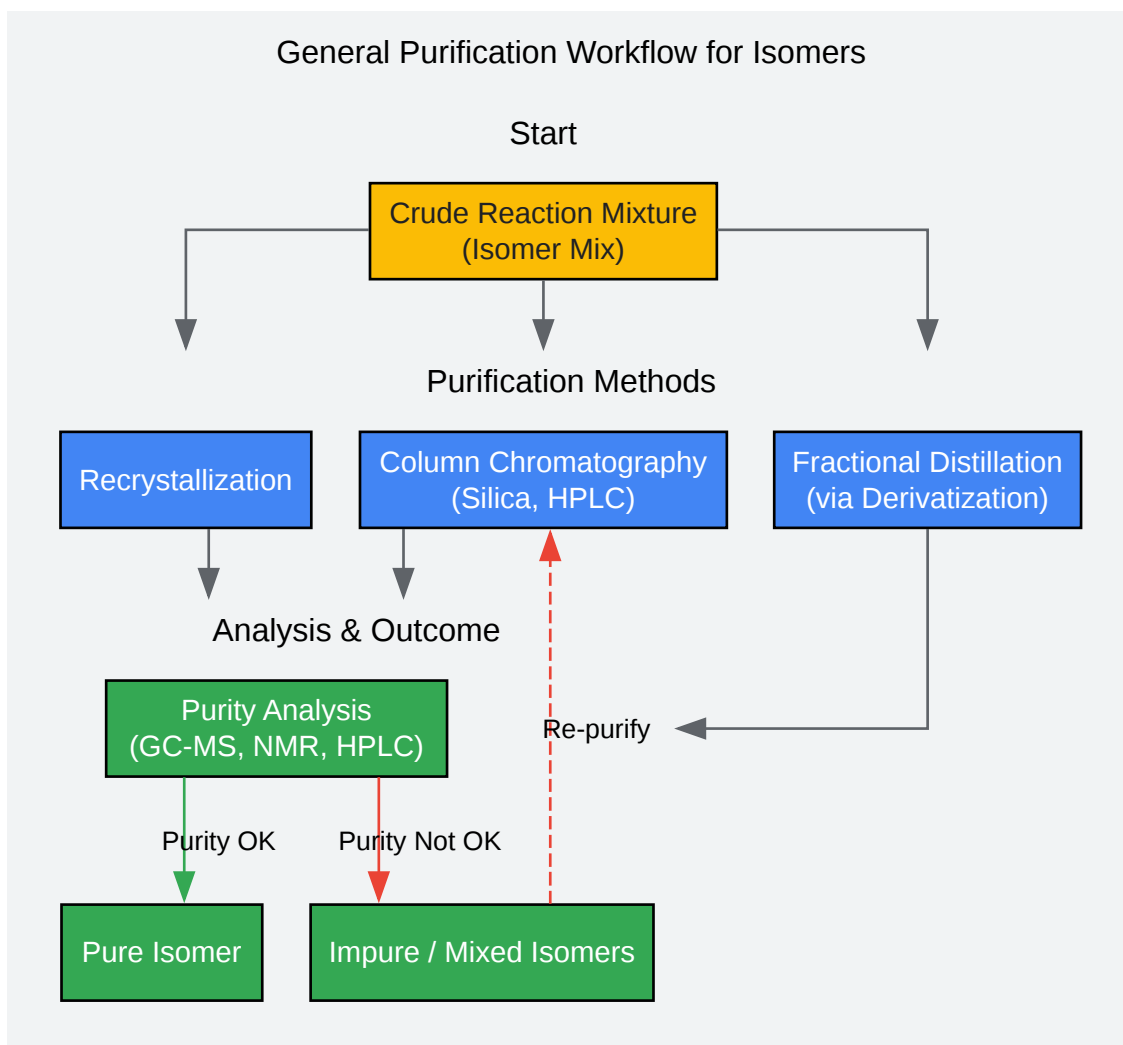 General Purification Workflow for Isomers
Start
Crude Reaction Mixture
(Isomer Mix)
Purification Methods
Recrystallization
Column Chromatography
(Silica, HPLC)
Fractional Distillation
(via Derivatization)
Analysis & Outcome
Purity Analysis
(GC-MS, NMR, HPLC)
Re-purify
Purity OK
Purity Not OK
Pure Isomer
Impure / Mixed Isomers